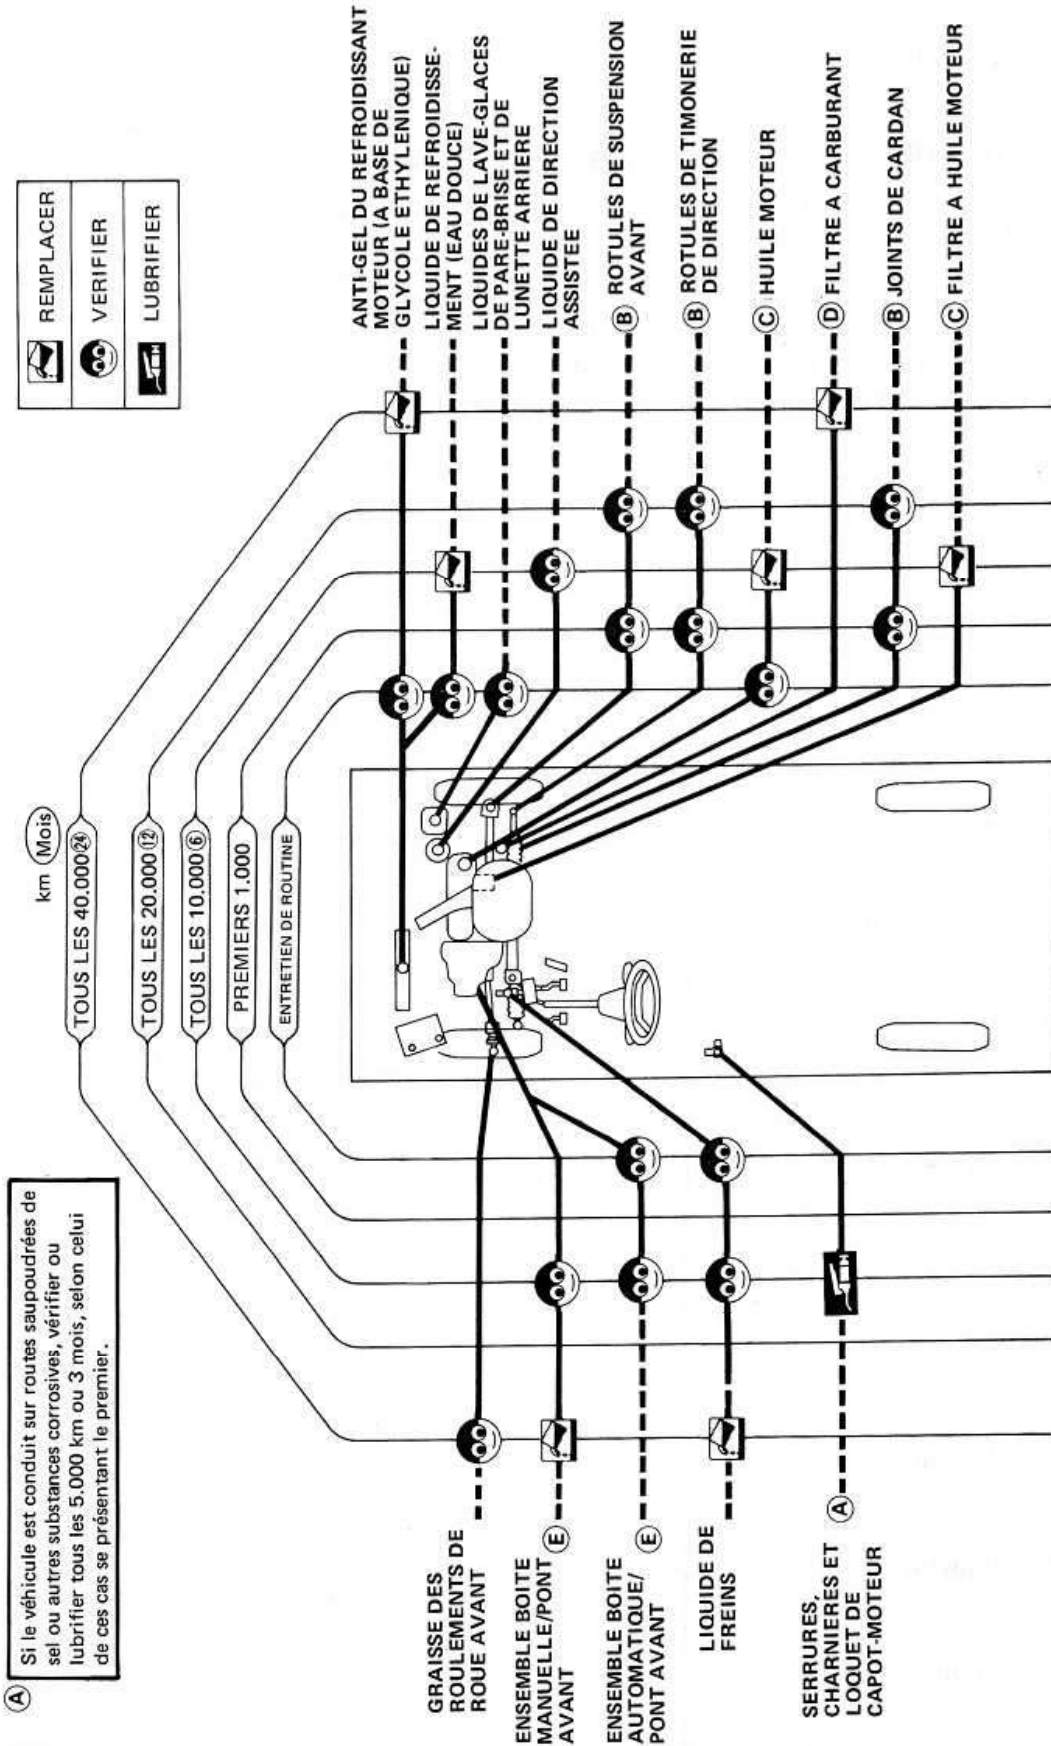 Ⓐ
Si le véhicule est conduit sur routes saupoudrées de
sel ou autres substances corrosives, vérifier ou
lubrifier tous les 5.000 km ou 3 mois, selon celui
de ces cas se présentant le premier.
km Mois
TOUS LES 40.000 24
TOUS LES 20.000 12
TOUS LES 10.000 6
PREMIERS 1.000
ENTRETIEN DE ROUTINE
REMPLACER
VERIFIER
LUBRIFIER
GRAISSE DES
ROULEMENTS DE
ROUE AVANT
ENSEMBLE BOITE
MANUELLE/PONT Ⓔ
AVANT
ENSEMBLE BOITE
AUTOMATIQUE/ Ⓔ
PONT AVANT
LIQUIDE DE
FREINS
SERRURES,
CHARNIERES ET Ⓐ
LOQUET DE
CAPOT-MOTEUR
ANTI-GEL DU REFROIDISSANT
MOTEUR (A BASE DE
GLYCOLE ETHYLENIQUE)
LIQUIDE DE REFROIDISSE-
MENT (EAU DOUCE)
LIQUIDES DE LAVE-GLACES
DE PARE-BRISE ET DE
LUNETTE ARRIERE
LIQUIDE DE DIRECTION
ASSISTEE
Ⓑ ROTULES DE SUSPENSION
AVANT
Ⓑ ROTULES DE TIMONERIE
DE DIRECTION
Ⓒ HUILE MOTEUR
Ⓓ FILTRE A CARBURANT
Ⓑ JOINTS DE CARDAN
Ⓒ FILTRE A HUILE MOTEUR